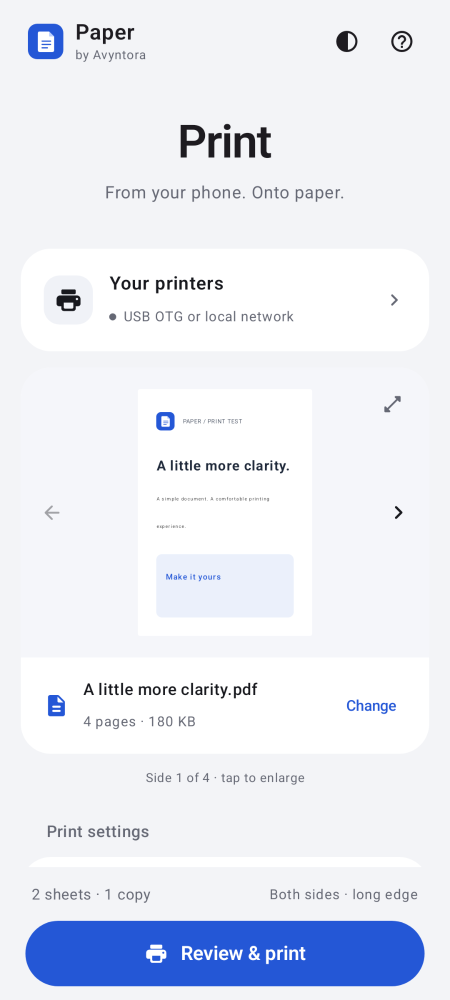 Paper
by Avyntora
Print
From your phone. Onto paper.
Your printers
USB OTG or local network
PAPER / PRINT TEST
A little more clarity.
A simple document. A comfortable printing
experience.
Make it yours
A little more clarity.pdf
4 pages · 180 KB
Change
Side 1 of 4 · tap to enlarge
Print settings
2 sheets · 1 copy
Both sides · long edge
Review & print